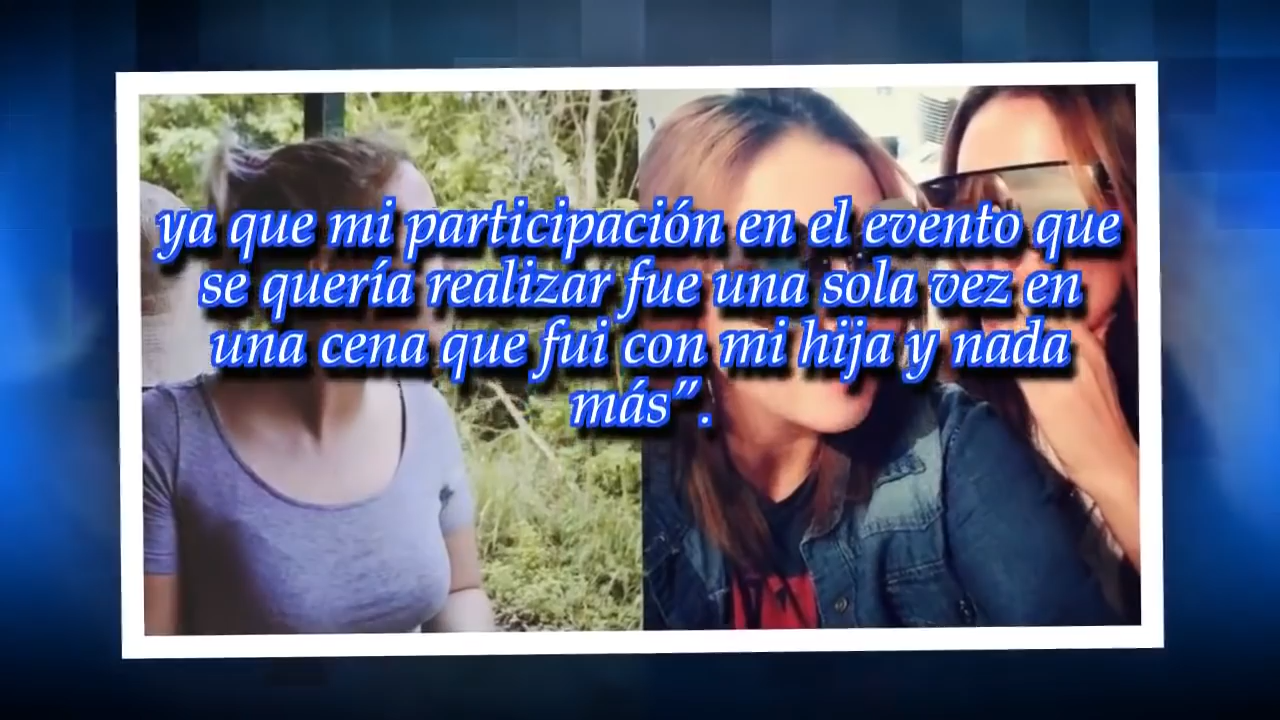 ya que mi participación en el evento que
se quería realizar fue una sola vez en
una cena que fui con mi hija y nada
más”.